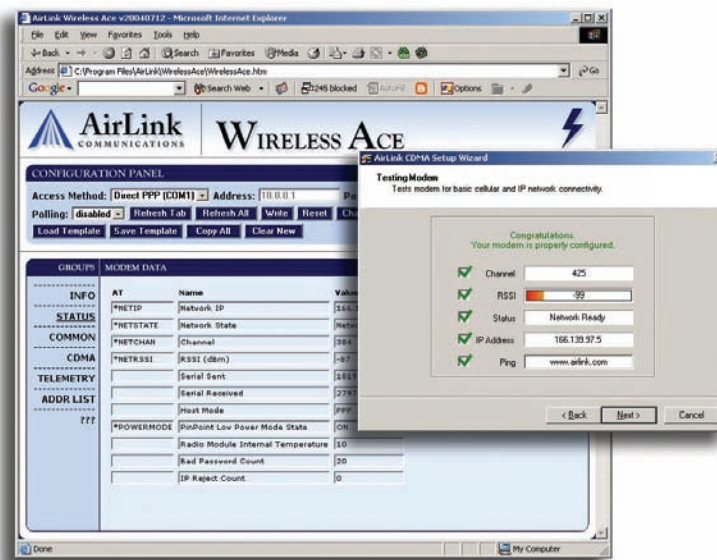 AirLink Wireless Ace v20040712 - Microsoft Internet Explorer
File Edit View Favorites Tools Help
Back Search Favorites Media
Address C:\Program Files\AirLink\WirelessAce\WirelessAce.htm Go
Google Search Web 245 blocked AutoFill Options
AirLink
COMMUNICATIONS
WIRELESS ACE
CONFIGURATION PANEL
Access Method: Direct PPP (COM1) Address: 10.0.0.1
Polling: disabled Refresh Tab Refresh All Write Reset
Load Template Save Template Copy All Clear New
GROUPS MODEM DATA
INFO
STATUS
COMMON
CDMA
TELEMETRY
ADDR LIST
???
AT Name Value
*NETIP Network IP
*NETSTATE Network State
*NETCHAN Channel 384
*NETRSSI RSSI (dBm) -87
Serial Sent
Serial Received
Host Mode PPP
*POWERMODE PinPoint Low Power Mode State ON
Radio Module Internal Temperature 10
Bad Password Count 20
IP Reject Count 0
Done My Computer
AirLink CDMA Setup Wizard
Testing Modem
Tests modem for basic cellular and IP network connectivity.
Congratulations.
Your modem is properly configured.
Channel 425
RSSI -99
Status Network Ready
IP Address 166.139.97.5
Ping www.airlink.com
< Back Next > Cancel